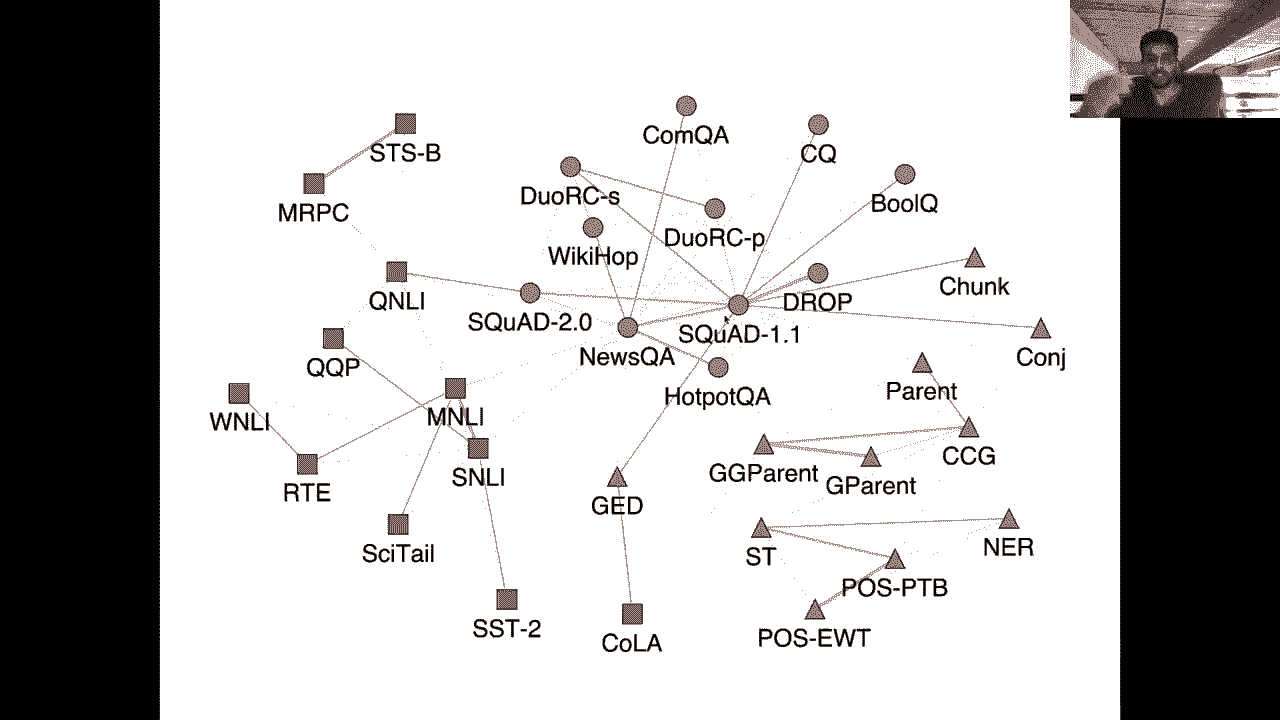 ComQA
STS-B
CQ
DuoRC-s
BoolQ
MRPC
DuoRC-p
WikiHop
Chunk
QNLI
DROP
SQuAD-2.0
SQuAD-1.1
NewsQA
Conj
QQP
Parent
HotpotQA
WNLI
MNLI
CCG
GGParent
SNLI
GParent
RTE
GED
SciTail
ST
NER
POS-PTB
SST-2
POS-EWT
CoLA